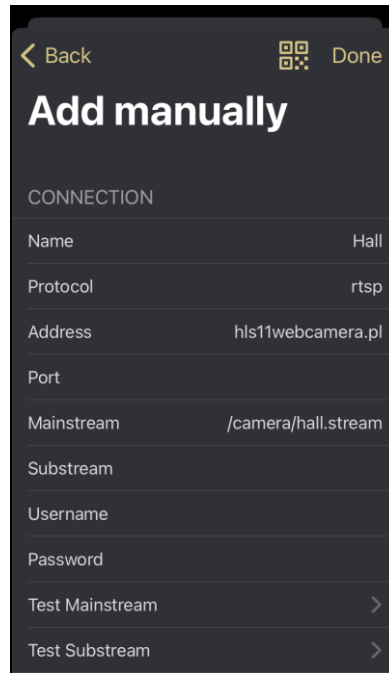 Back
Done
Add manually
CONNECTION
Name Hall
Protocol rtsp
Address hls11webcamera.pl
Port
Mainstream /camera/hall.stream
Substream
Username
Password
Test Mainstream
Test Substream